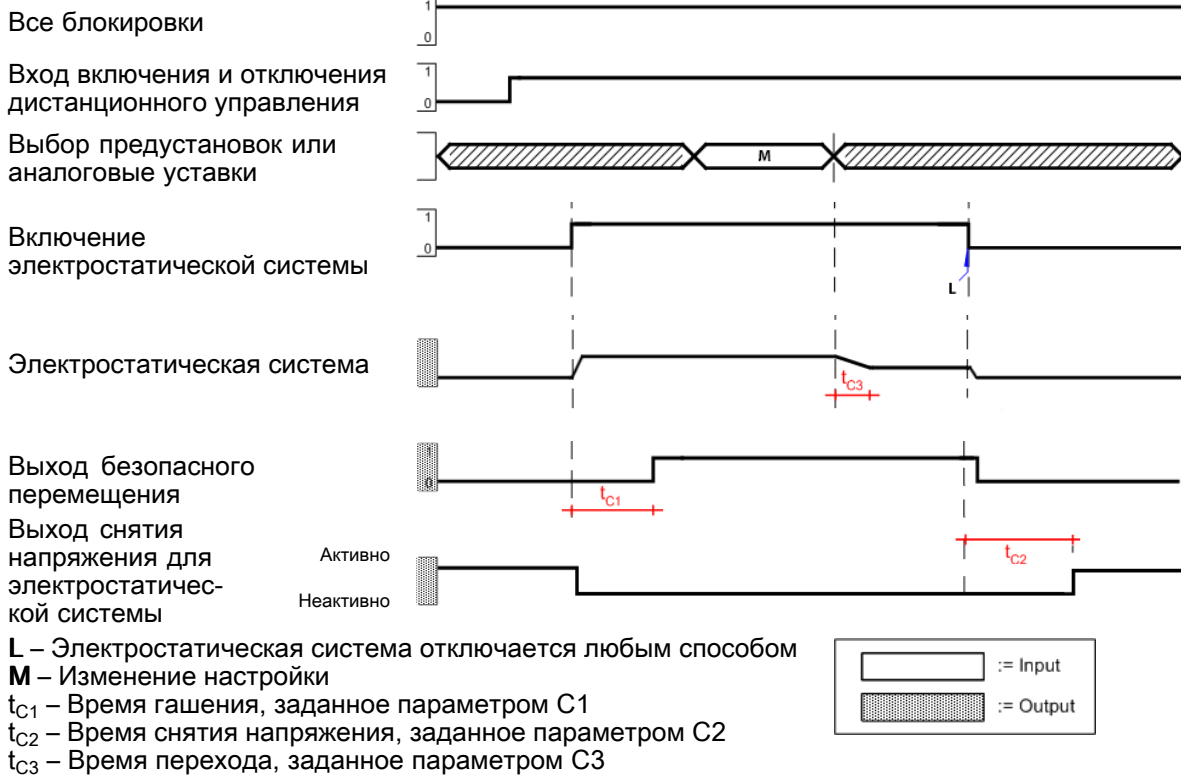 Все блокировки
1
0
Вход включения и отключения
дистанционного управления
1
0
Выбор предустановок или
аналоговые уставки
M
Включение
электростатической системы
1
0
L
Электростатическая система
tC3
Выход безопасного
перемещения
1
0
tC1
Выход снятия
напряжения для
электростатичес-
кой системы
Активно
Неактивно
tC2
L – Электростатическая система отключается любым способом
M – Изменение настройки
tC1 – Время гашения, заданное параметром C1
tC2 – Время снятия напряжения, заданное параметром C2
tC3 – Время перехода, заданное параметром C3
:= Input
:= Output